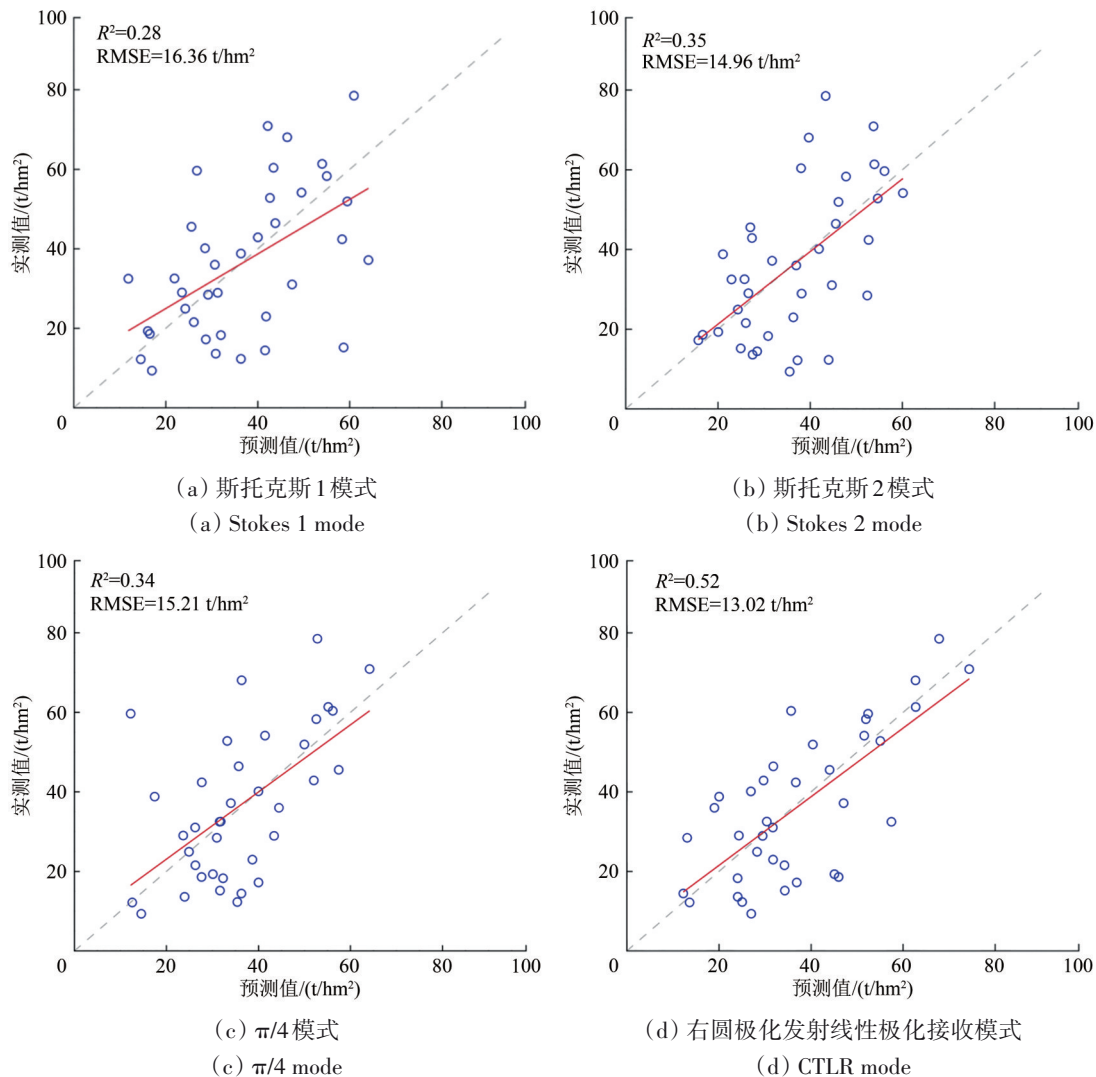 R²=0.28
RMSE=16.36 t/hm²
100
80
60
40
20
0
20
40
60
80
100
实测值/(t/hm²)
预测值/(t/hm²)
(a) 斯托克斯1模式
(a) Stokes 1 mode
R²=0.35
RMSE=14.96 t/hm²
100
80
60
40
20
0
20
40
60
80
100
实测值/(t/hm²)
预测值/(t/hm²)
(b) 斯托克斯2模式
(b) Stokes 2 mode
R²=0.34
RMSE=15.21 t/hm²
100
80
60
40
20
0
20
40
60
80
100
实测值/(t/hm²)
预测值/(t/hm²)
(c) π/4模式
(c) π/4 mode
R²=0.52
RMSE=13.02 t/hm²
100
80
60
40
20
0
20
40
60
80
100
实测值/(t/hm²)
预测值/(t/hm²)
(d) 右圆极化发射线性极化接收模式
(d) CTLR mode